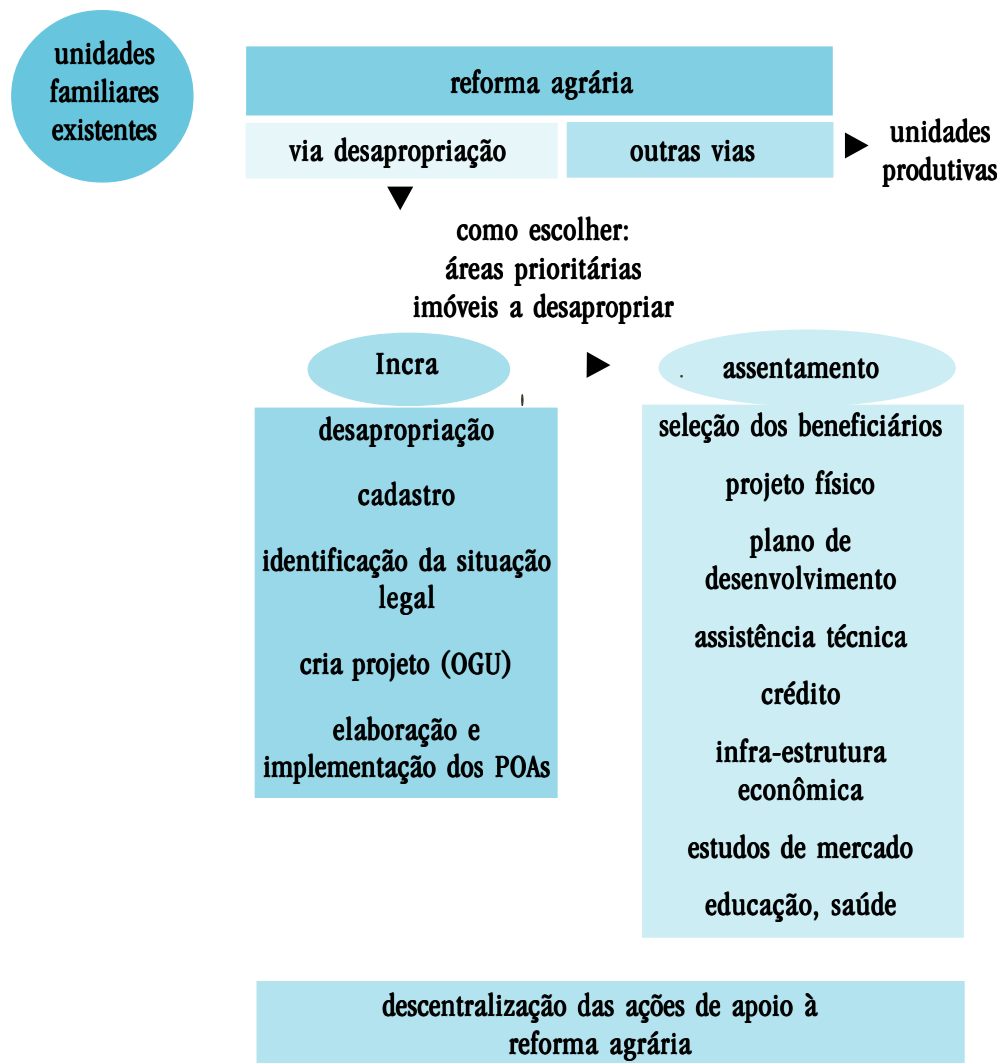 unidades
familiares
existentes
reforma agrária
via desapropriação
outras vias
unidades
produtivas
como escolher:
áreas prioritárias
imóveis a desapropriar
Incra
desapropriação
cadastro
identificação da situação
legal
cria projeto (OGU)
elaboração e
implementação dos POAs
assentamento
seleção dos beneficiários
projeto físico
plano de
desenvolvimento
assistência técnica
crédito
infra-estrutura
econômica
estudos de mercado
educação, saúde
descentralização das ações de apoio à
reforma agrária